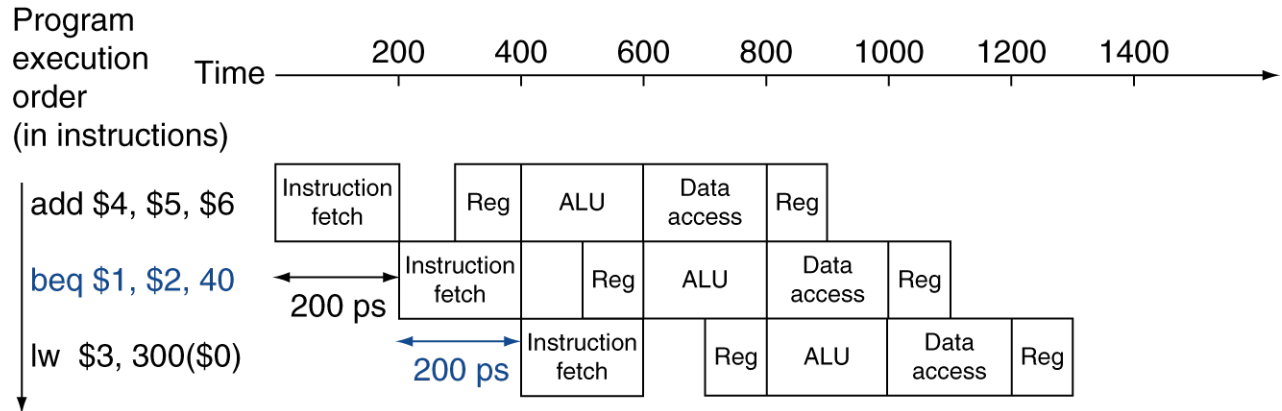 Program
execution
order
(in instructions)
Time
200 400 600 800 1000 1200 1400
add $4, $5, $6
Instruction
fetch
Reg
ALU
Data
access
Reg
beq $1, $2, 40
200 ps
Instruction
fetch
Reg
ALU
Data
access
Reg
lw $3, 300($0)
200 ps
Instruction
fetch
Reg
ALU
Data
access
Reg